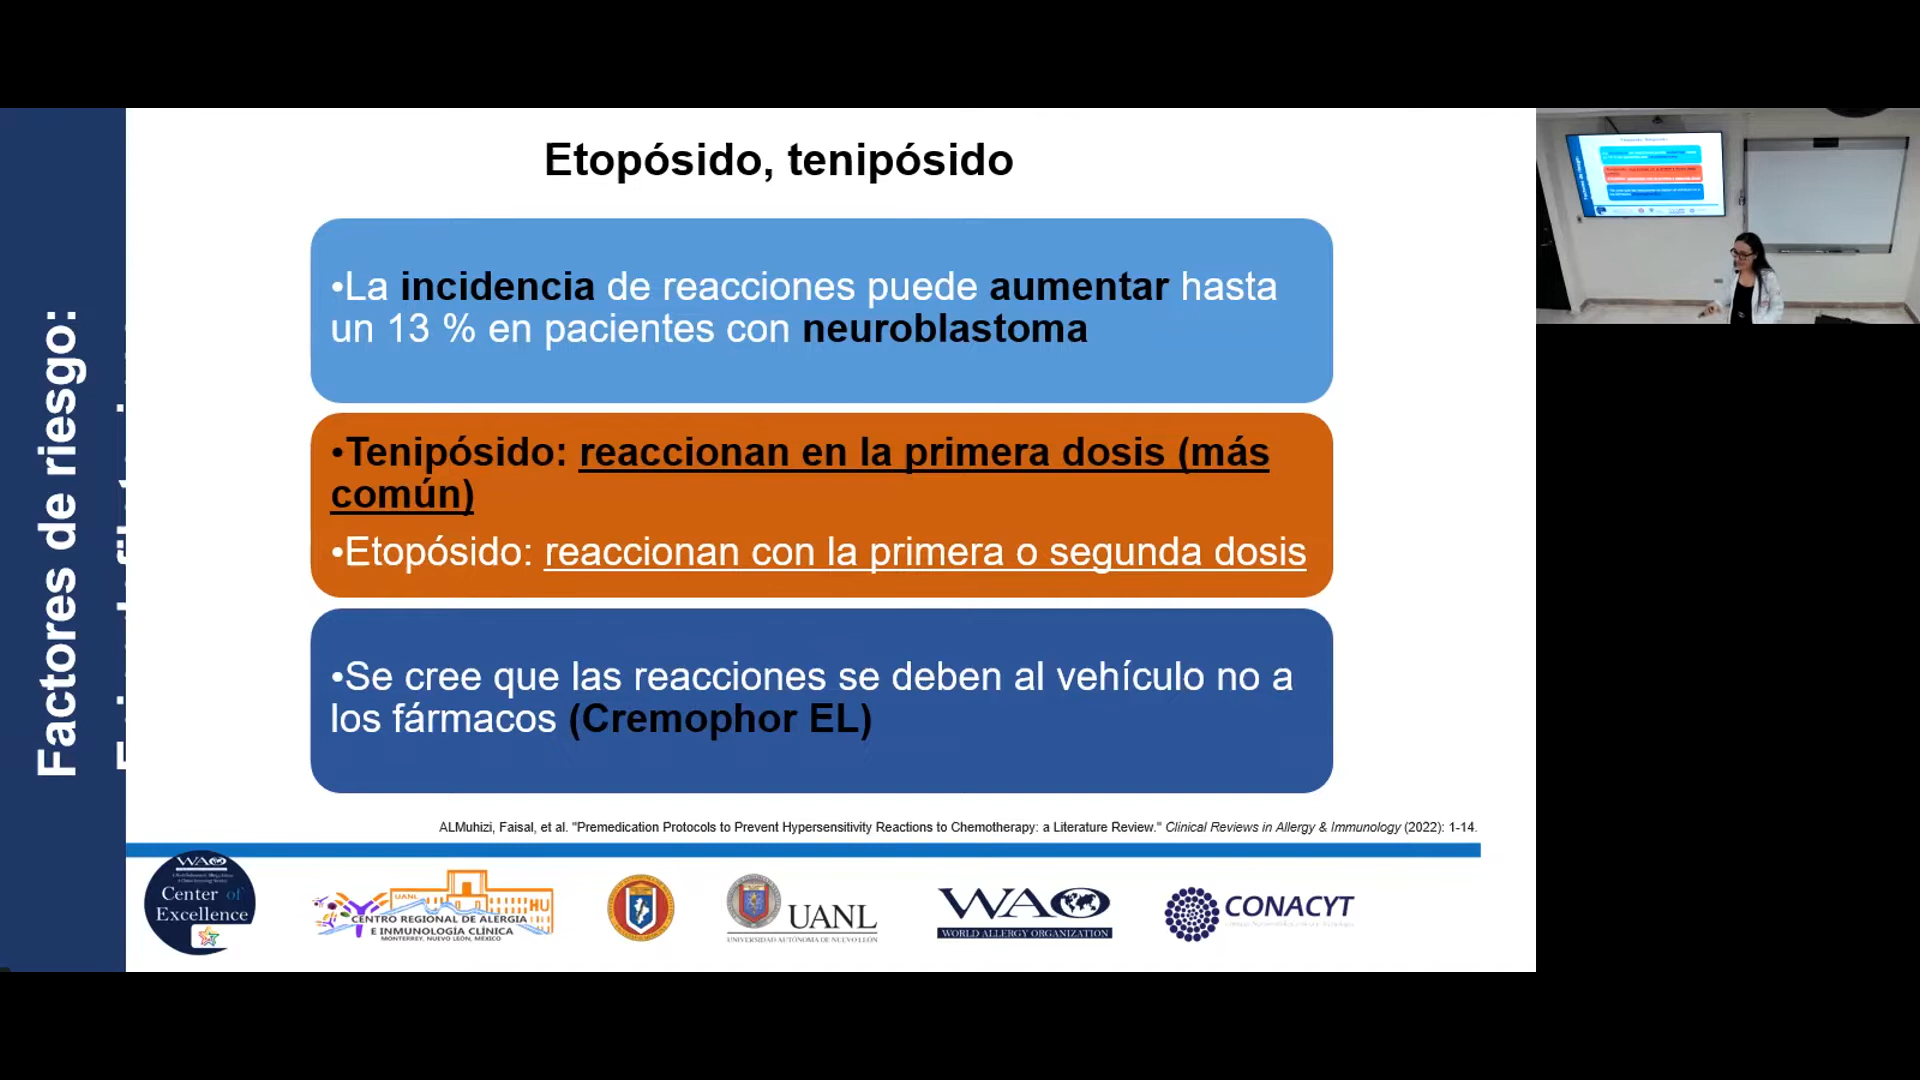 Factores de riesgo:
Etopósido, tenipósido
•La incidencia de reacciones puede aumentar hasta
un 13 % en pacientes con neuroblastoma
•Tenipósido: reaccionan en la primera dosis (más
común)
•Etopósido: reaccionan con la primera o segunda dosis
•Se cree que las reacciones se deben al vehículo no a
los fármacos (Cremophor EL)
ALMuhizi, Faisal, et al. "Premedication Protocols to Prevent Hypersensitivity Reactions to Chemotherapy: a Literature Review." Clinical Reviews in Allergy & Immunology (2022): 1-14.
WAO
Center of
Excellence
UANL
HU
CENTRO REGIONAL DE ALERGIA
E INMUNOLOGÍA CLÍNICA
MONTERREY, NUEVO LEÓN, MÉXICO
UANL
UNIVERSIDAD AUTÓNOMA DE NUEVO LEÓN
WAO
WORLD ALLERGY ORGANIZATION
CONACYT